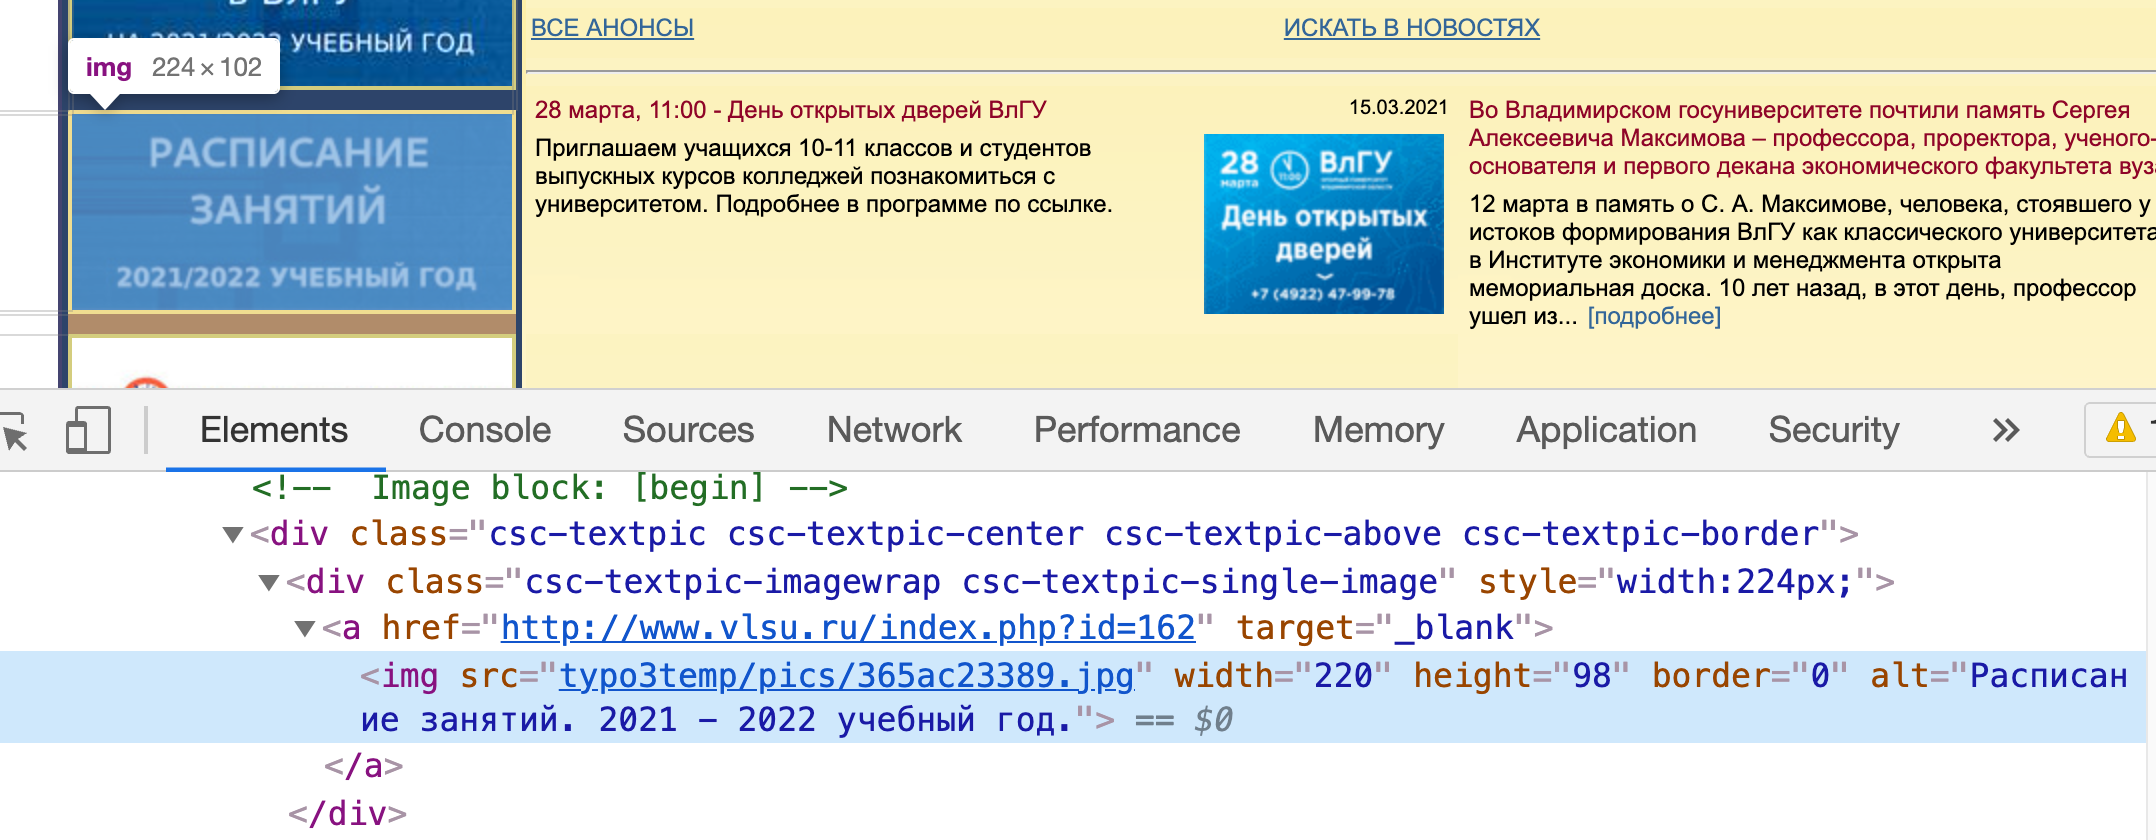 в ВлГУ
2021/2022 УЧЕБНЫЙ ГОД
img 224 × 102
РАСПИСАНИЕ
ЗАНЯТИЙ
2021/2022 УЧЕБНЫЙ ГОД
ВСЕ АНОНСЫ
ИСКАТЬ В НОВОСТЯХ
28 марта, 11:00 - День открытых дверей ВлГУ
Приглашаем учащихся 10-11 классов и студентов
выпускных курсов колледжей познакомиться с
университетом. Подробнее в программе по ссылке.
15.03.2021
28 марта 11:00 ВлГУ
День открытых
дверей
+7 (4922) 47-99-78
Во Владимирском госуниверситете почтили память Сергея
Алексеевича Максимова – профессора, проректора, ученого-
основателя и первого декана экономического факультета вуза
12 марта в память о С. А. Максимове, человека, стоявшего у
истоков формирования ВлГУ как классического университета
в Институте экономики и менеджмента открыта
мемориальная доска. 10 лет назад, в этот день, профессор
ушел из... [подробнее]
Elements Console Sources Network Performance Memory Application Security »
<!-- Image block: [begin] -->
▼<div class="csc-textpic csc-textpic-center csc-textpic-above csc-textpic-border">
▼<div class="csc-textpic-imagewrap csc-textpic-single-image" style="width:224px;">
▼<a href="http://www.vlsu.ru/index.php?id=162" target="_blank">
<img src="typo3temp/pics/365ac23389.jpg" width="220" height="98" border="0" alt="Расписан
ие занятий. 2021 - 2022 учебный год."> == $0
</a>
</div>